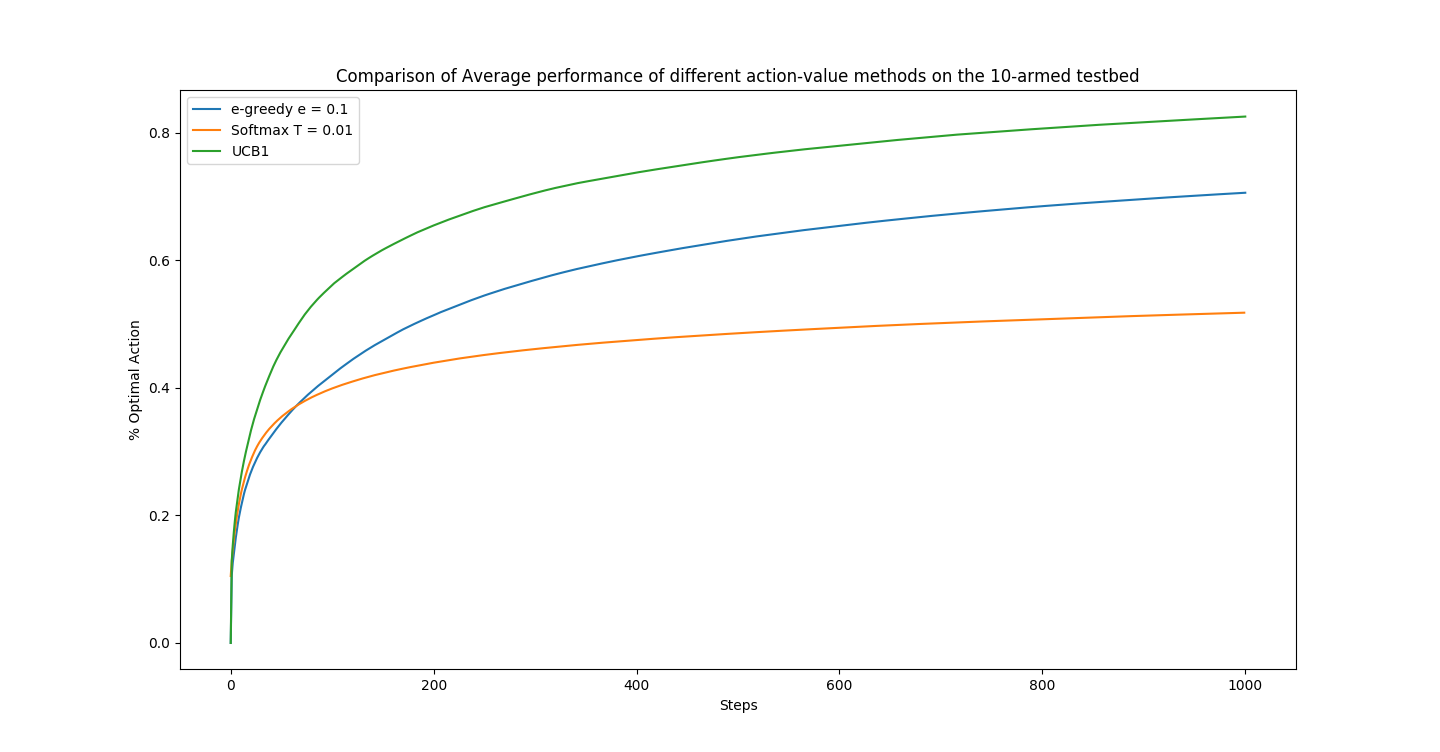 Comparison of Average performance of different action-value methods on the 10-armed testbed
e-greedy e = 0.1
Softmax T = 0.01
UCB1
0.8
0.6
0.4
0.2
0.0
% Optimal Action
0 200 400 600 800 1000
Steps